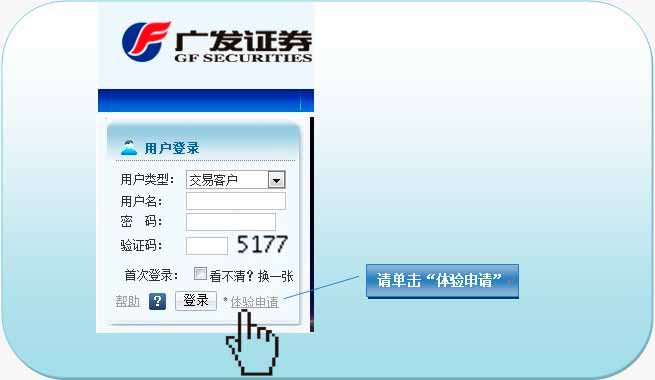 广发证券
GF SECURITIES
用户登录
用户类型： 交易客户
用户名：
密 码：
验证码： 5177
首次登录： 看不清？换一张
帮助 ? 登录 *体验申请
请单击“体验申请”